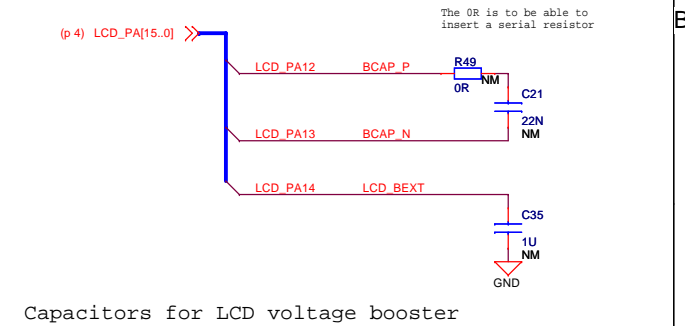 The 0R is to be able to
insert a serial resistor
B
(p 4) LCD_PA[15..0]
LCD_PA12 BCAP_P R49
0R NM
C21
22N
NM
LCD_PA13 BCAP_N
LCD_PA14 LCD_BEXT
C35
1U
NM
GND
Capacitors for LCD voltage booster